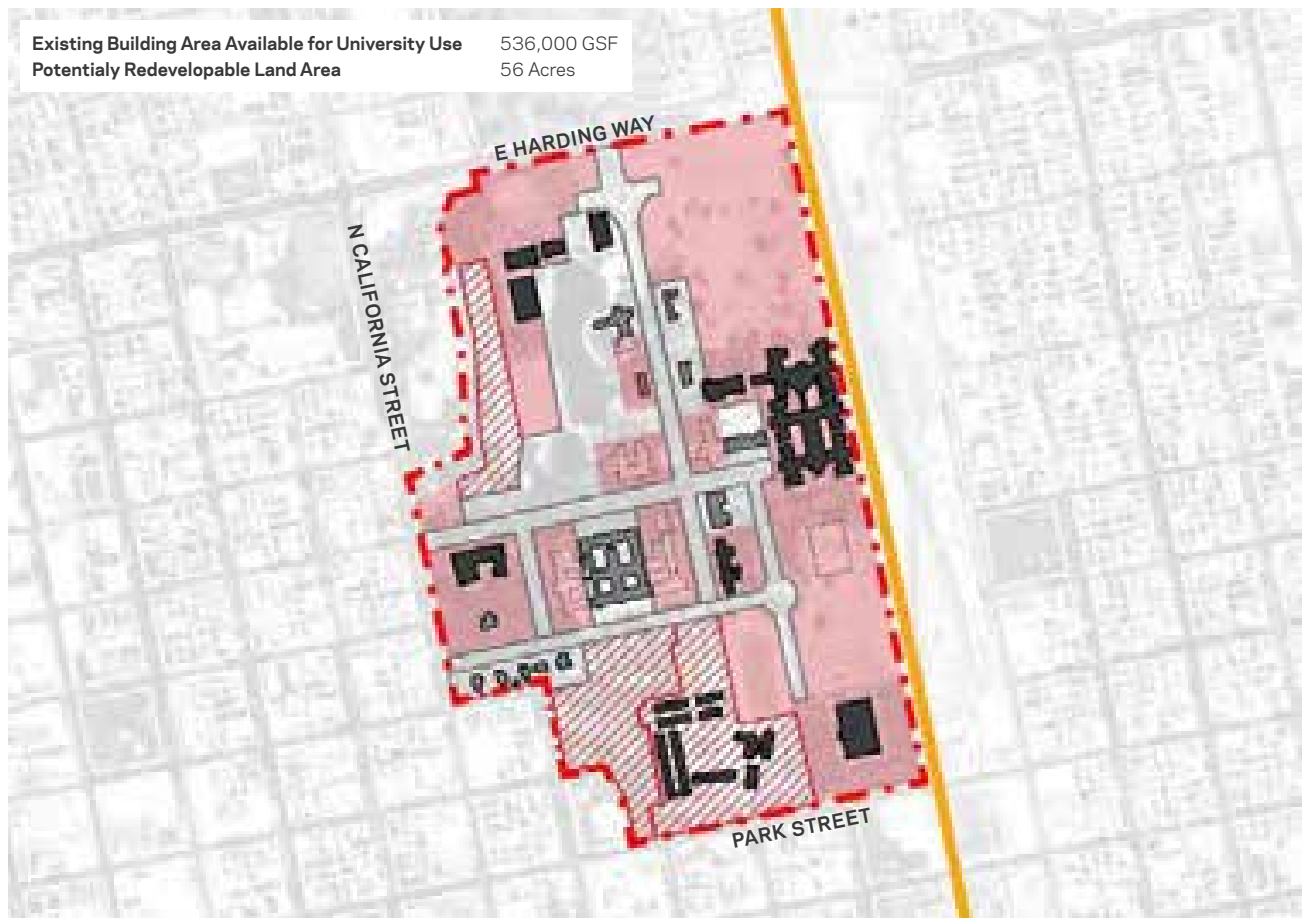 Existing Building Area Available for University Use 536,000 GSF
Potentialy Redevelopable Land Area 56 Acres
E HARDING WAY
N CALIFORNIA STREET
PARK STREET